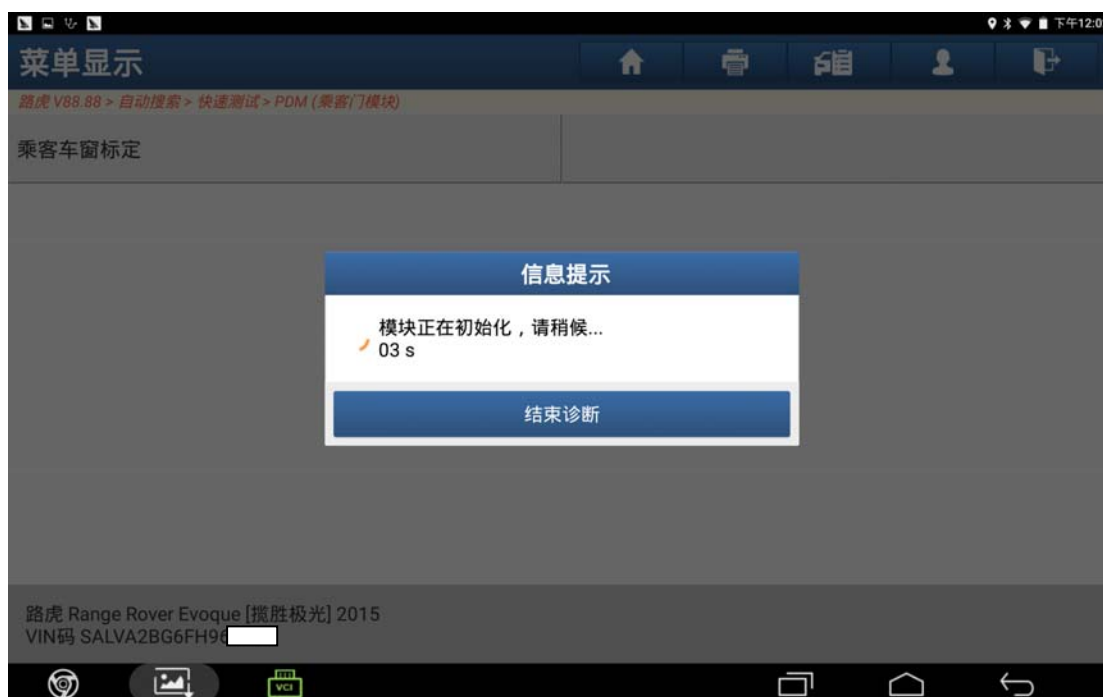 下午12:0
菜单显示
路虎 V88.88 > 自动搜索 > 快速测试 > PDM (乘客门模块)
乘客车窗标定
信息提示
模块正在初始化，请稍候...
03 s
结束诊断
路虎 Range Rover Evoque [揽胜极光] 2015
VIN码 SALVA2BG6FH96
VCI